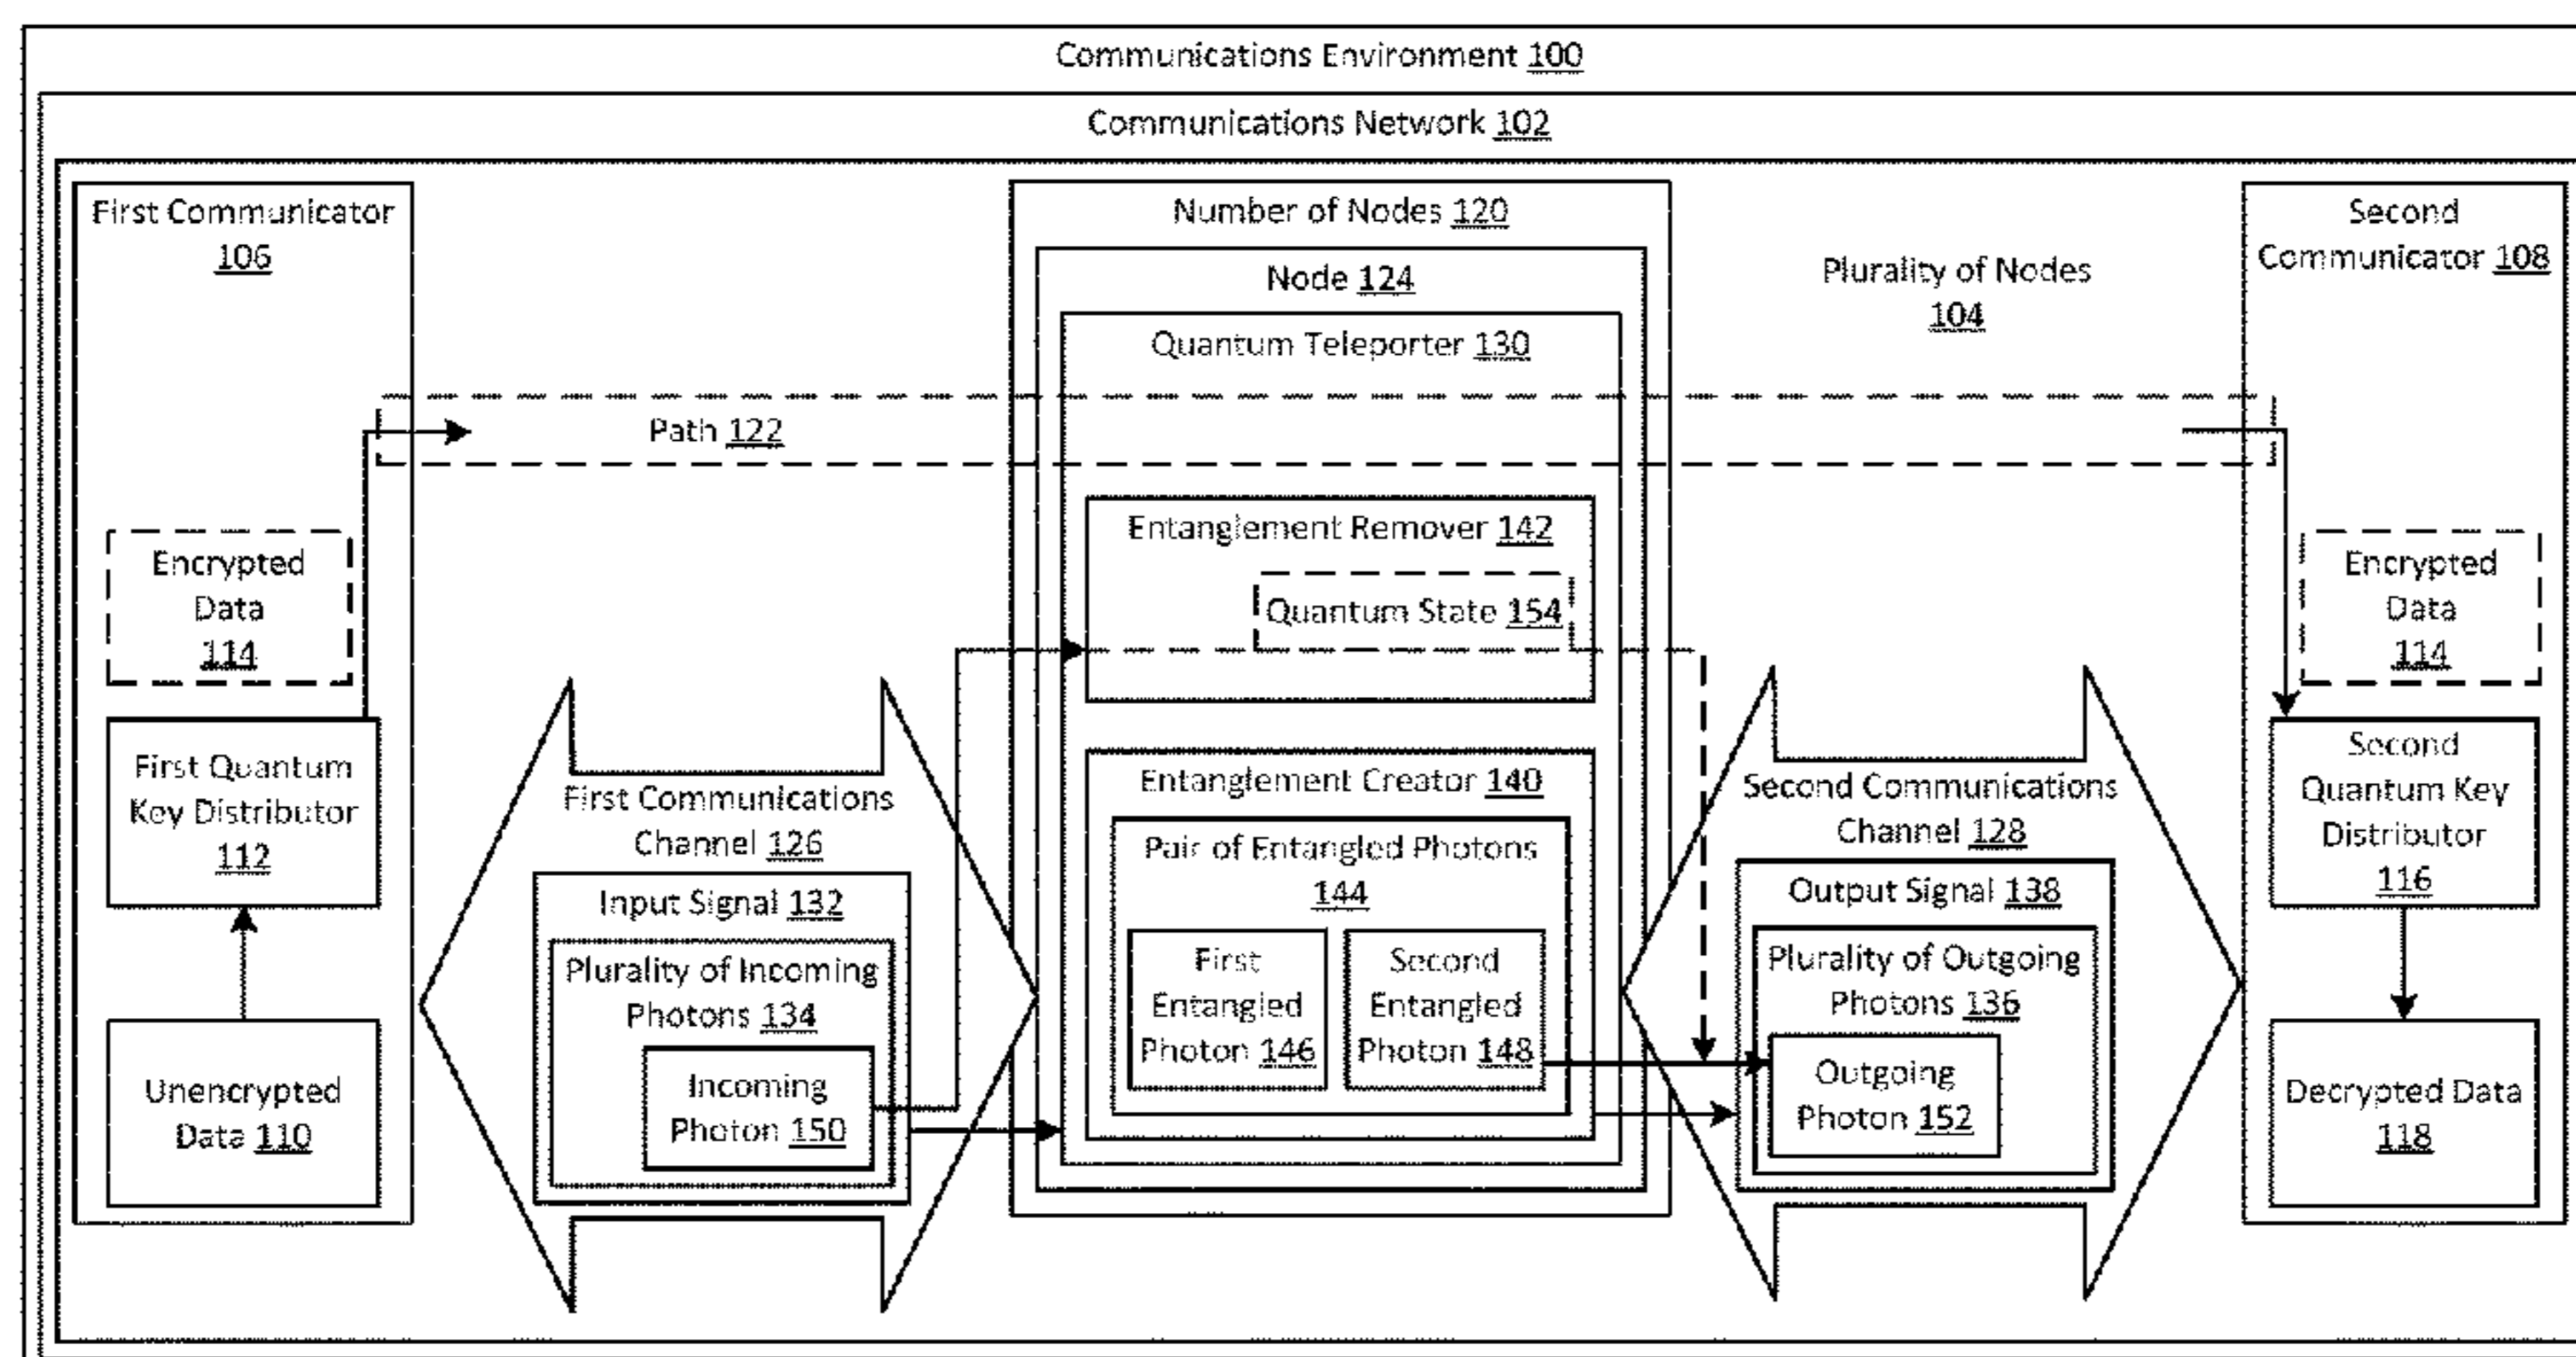 Communications Environment 100
Communications Network 102
First Communicator
106
Number of Nodes 120
Node 124
Quantum Teleporter 130
Plurality of Nodes
104
Second
Communicator 108
Path 122
Encrypted
Data
114
First Quantum
Key Distributor
112
Unencrypted
Data 110
First Communications
Channel 126
Input Signal 132
Plurality of Incoming
Photons 134
Incoming
Photon 150
Entanglement Remover 142
Quantum State 154
Entanglement Creator 140
Pair of Entangled Photons
144
First
Entangled
Photon 146
Second
Entangled
Photon 148
Second Communications
Channel 128
Output Signal 138
Plurality of Outgoing
Photons 136
Outgoing
Photon 152
Encrypted
Data
114
Second
Quantum Key
Distributor
116
Decrypted Data
118